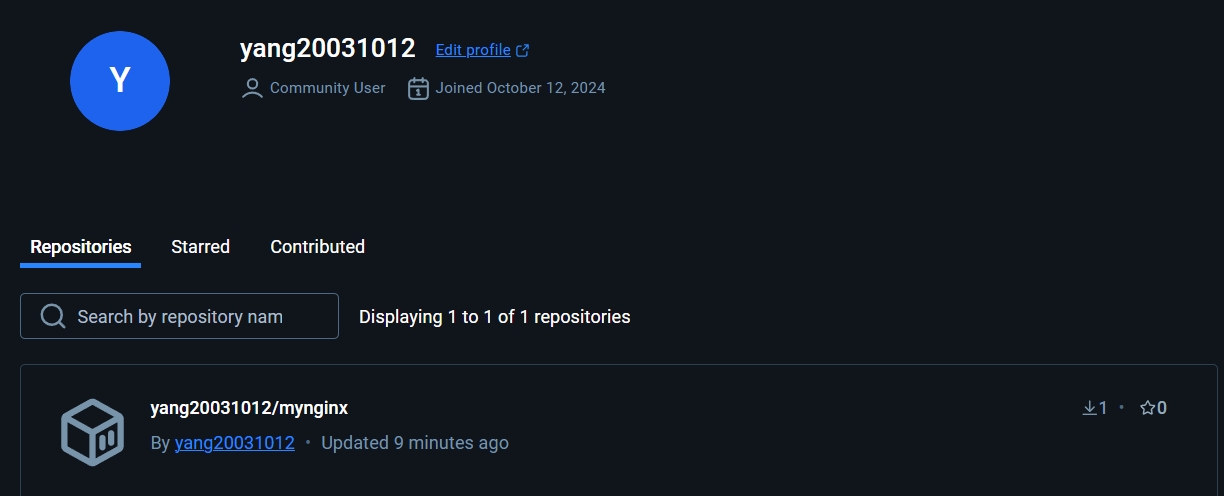 Y
yang20031012 Edit profile
Community User Joined October 12, 2024
Repositories Starred Contributed
Search by repository nam Displaying 1 to 1 of 1 repositories
yang20031012/mynginx 1 • 0
By yang20031012 • Updated 9 minutes ago